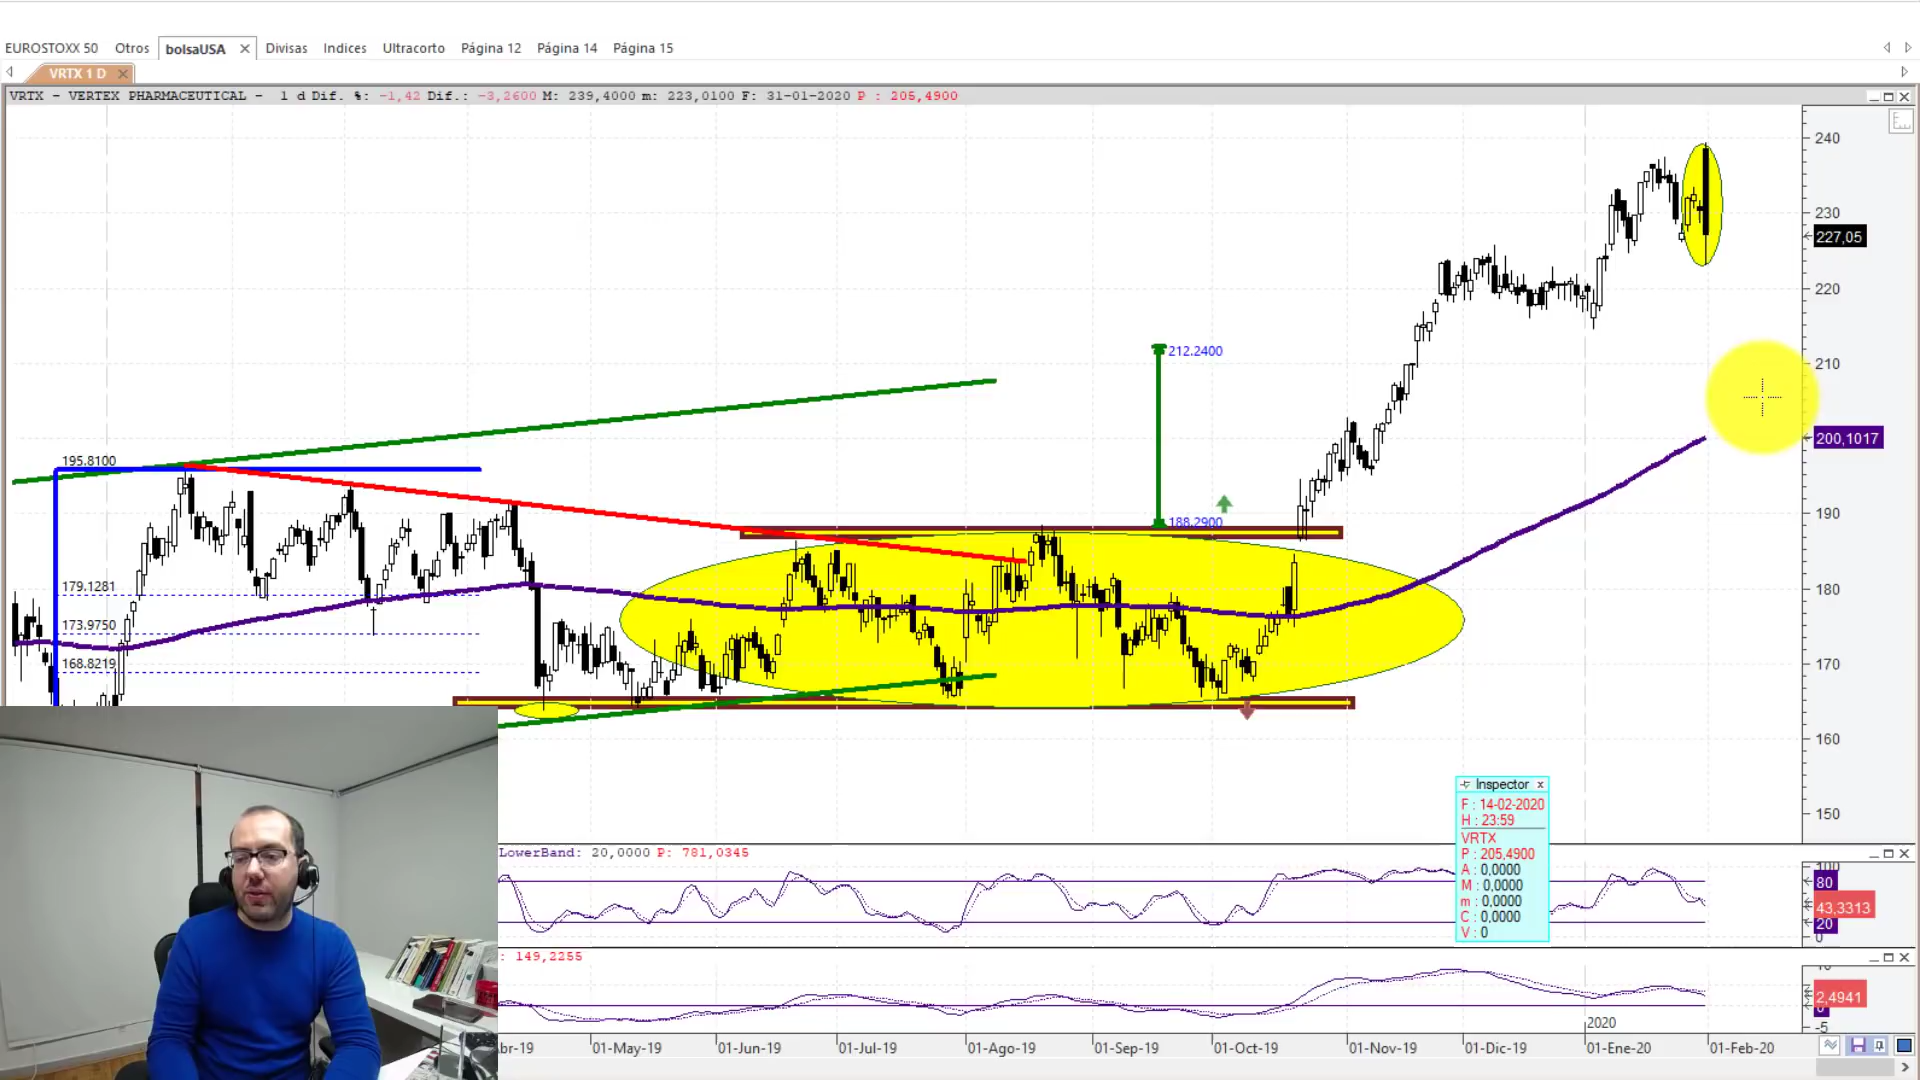 EUROSTOXX 50 Otros bolsaUSA Divisas Indices Ultracorto Página 12 Página 14 Página 15
VRTX 1 D
VRTX - VERTEX PHARMACEUTICAL - 1 d Dif. %: -1,42 Dif.: -3,2600 M: 239,4000 m: 223,0100 F: 31-01-2020 P : 205,4900
240
230
227,05
220
212.2400
210
200,1017
195.8100
190
188.2900
180
179.1281
173.9750
170
168.8219
160
150
Inspector x
F : 14-02-2020
H : 23:59
VRTX
P : 205,4900
A : 0,0000
M : 0,0000
m : 0,0000
C : 0,0000
V : 0
LowerBand: 20,0000 P: 781,0345
100
80
43,3313
20
0
: 149,2255
2,4941
-5
2020
br-19 01-May-19 01-Jun-19 01-Jul-19 01-Ago-19 01-Sep-19 01-Oct-19 01-Nov-19 01-Dic-19 01-Ene-20 01-Feb-20